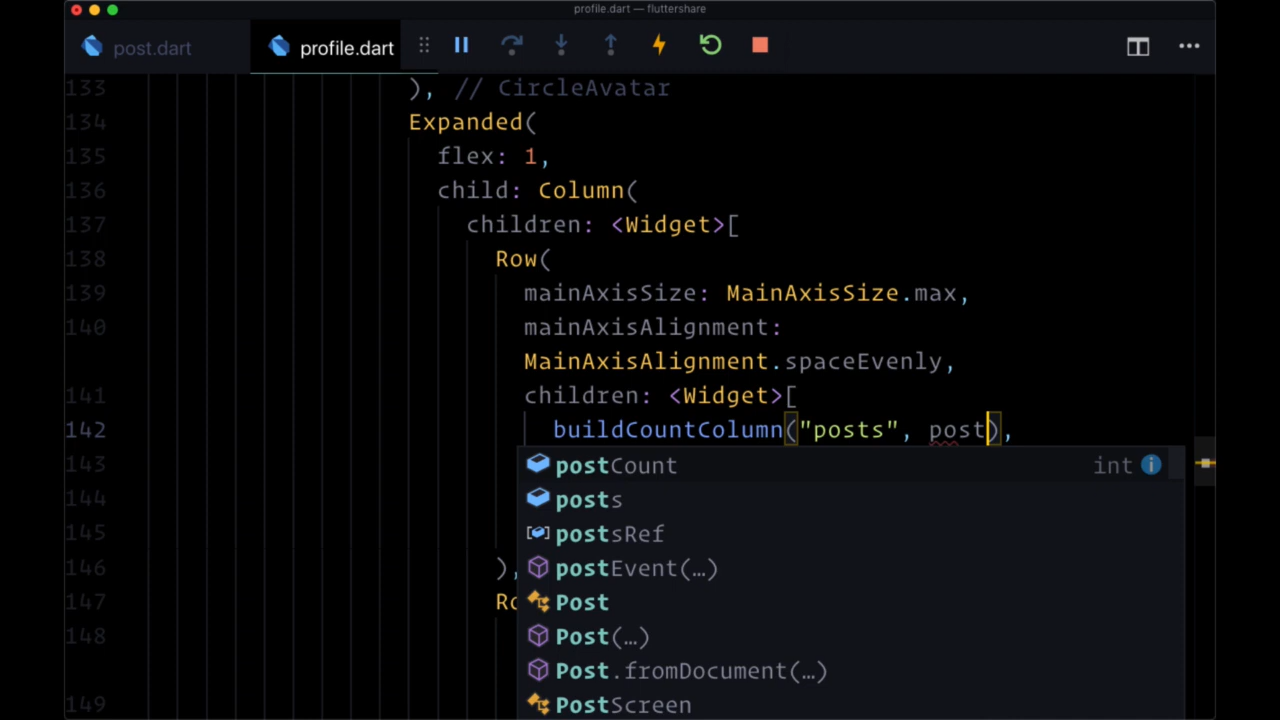 profile.dart — fluttershare
post.dart profile.dart
133 ), // CircleAvatar
134 Expanded(
135 flex: 1,
136 child: Column(
137 children: <Widget>[
138 Row(
139 mainAxisSize: MainAxisSize.max,
140 mainAxisAlignment:
MainAxisAlignment.spaceEvenly,
141 children: <Widget>[
142 buildCountColumn("posts", post),
143 postCount int
144 posts
145 postsRef
146 ), postEvent(…)
147 Ro Post
148 Post(…)
Post.fromDocument(…)
149 PostScreen